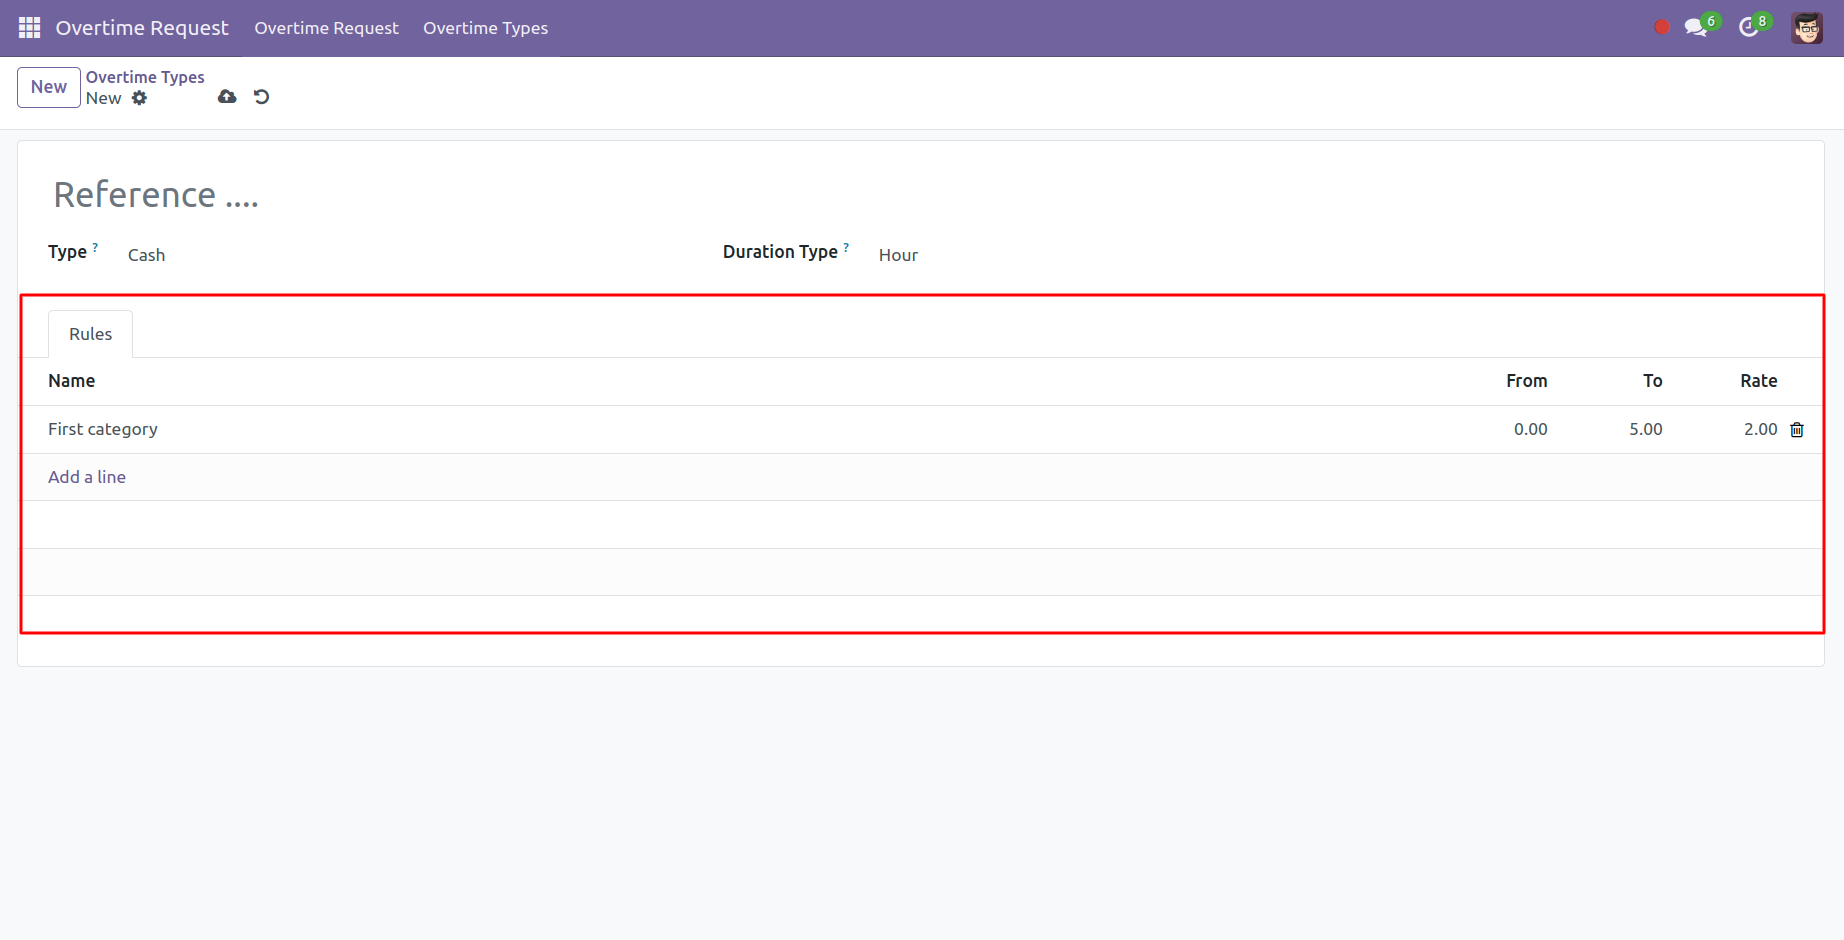 Overtime Request Overtime Request Overtime Types 6 8
New Overtime Types
New
Reference ....
Type ? Cash Duration Type ? Hour
Rules
Name From To Rate
First category 0.00 5.00 2.00
Add a line